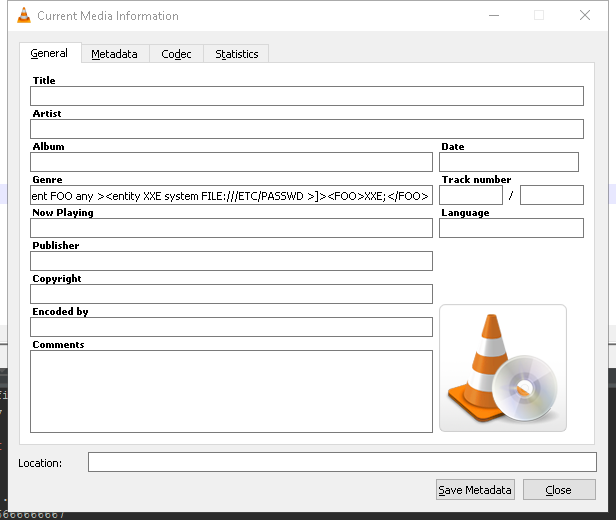 Current Media Information
General Metadata Codec Statistics
Title
Artist
Album Date
Genre Track number
ent FOO any ><entity XXE system FILE:///ETC/PASSWD >]><FOO>XXE;</FOO> /
Now Playing Language
Publisher
Copyright
Encoded by
Comments
Location:
Save Metadata Close